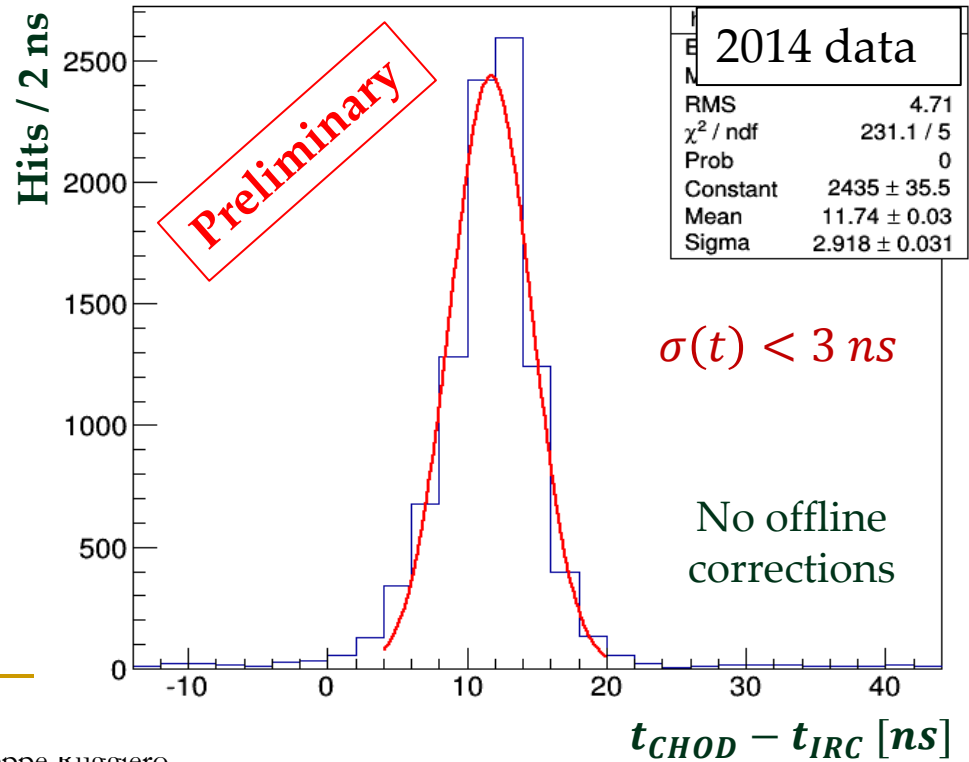 Hits / 2 ns
2500
2000
1500
1000
500
0
Preliminary
2014 data
RMS 4.71
χ² / ndf 231.1 / 5
Prob 0
Constant 2435 ± 35.5
Mean 11.74 ± 0.03
Sigma 2.918 ± 0.031
σ(t) < 3 ns
No offline
corrections
-10 0 10 20 30 40
t_CHOD − t_IRC [ns]